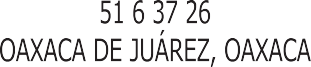 51 6 37 26
OAXACA DE JUÁREZ, OAXACA